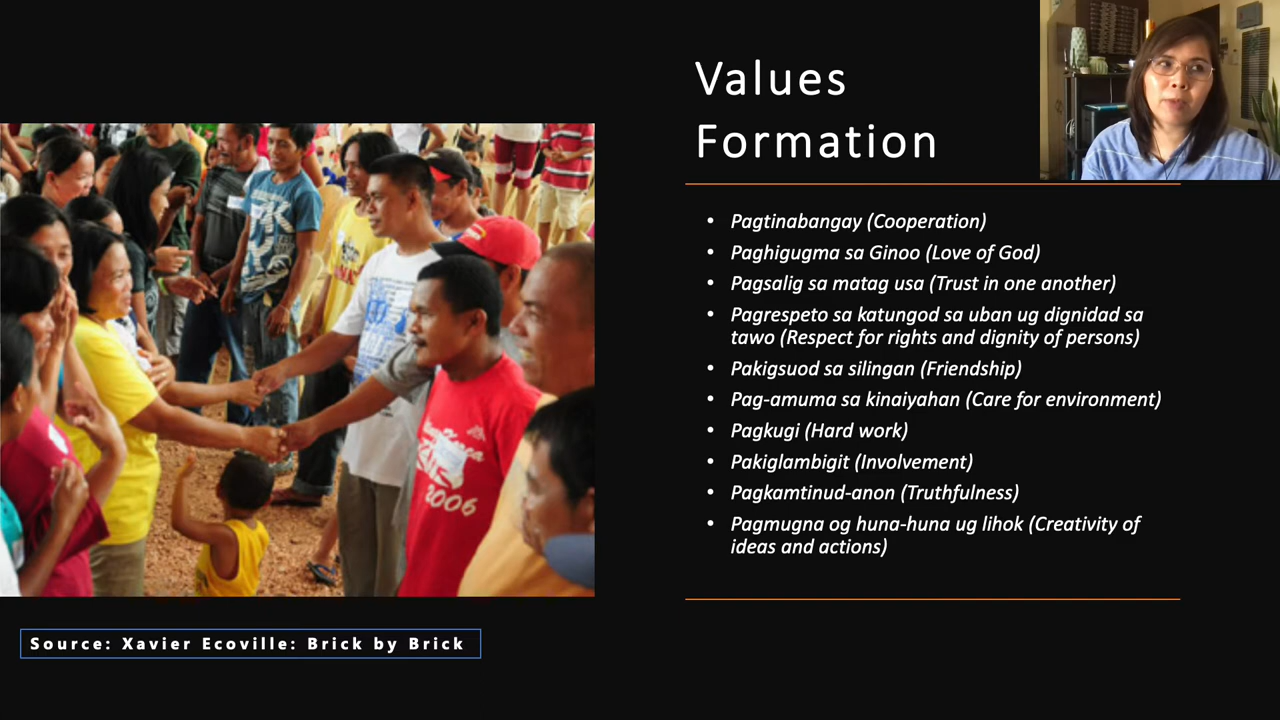 Values
Formation
• Pagtinabangay (Cooperation)
• Paghigugma sa Ginoo (Love of God)
• Pagsalig sa matag usa (Trust in one another)
• Pagrespeto sa katungod sa uban ug dignidad sa
tawo (Respect for rights and dignity of persons)
• Pakigsuod sa silingan (Friendship)
• Pag-amuma sa kinaiyahan (Care for environment)
• Pagkugi (Hard work)
• Pakiglambigit (Involvement)
• Pagkamtinud-anon (Truthfulness)
• Pagmugna og huna-huna ug lihok (Creativity of
ideas and actions)
2006
Source: Xavier Ecoville: Brick by Brick